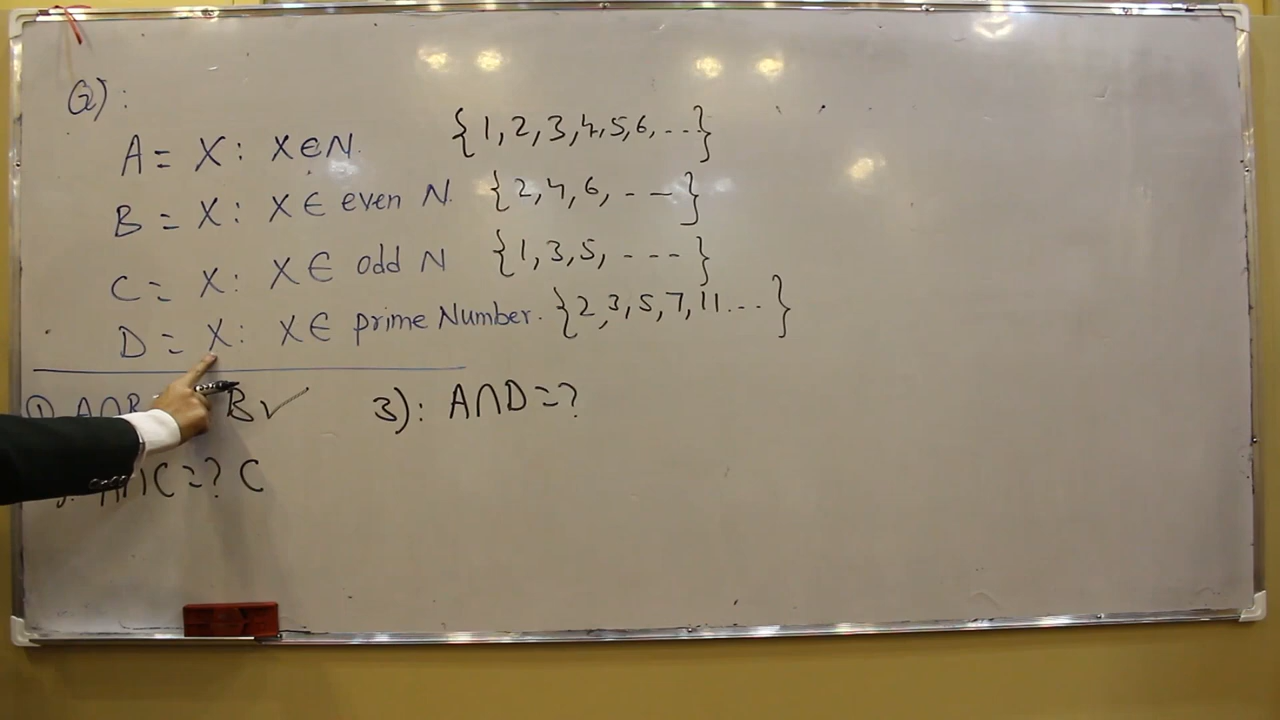 Q):
A = X: X∈N. {1,2,3,4,5,6,...}
B = X: X∈ even N. {2,4,6,- —}
C = X: X∈ odd N {1,3,5,- - - -}
D = X: X∈ prime Number. {2,3,5,7,11...}
1) A∩B B✓ 3): A∩D=?
A∩C=? C